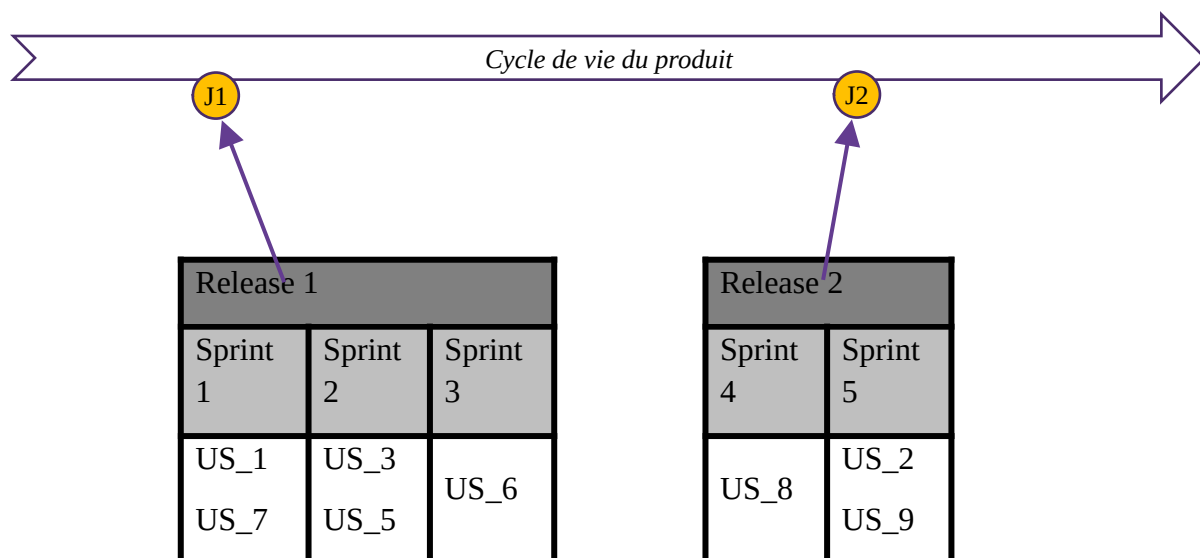 Cycle de vie du produit
J1
J2
Release 1
Release 2
Sprint
1
Sprint
2
Sprint
3
Sprint
4
Sprint
5
US_1
US_7
US_3
US_5
US_6
US_8
US_2
US_9